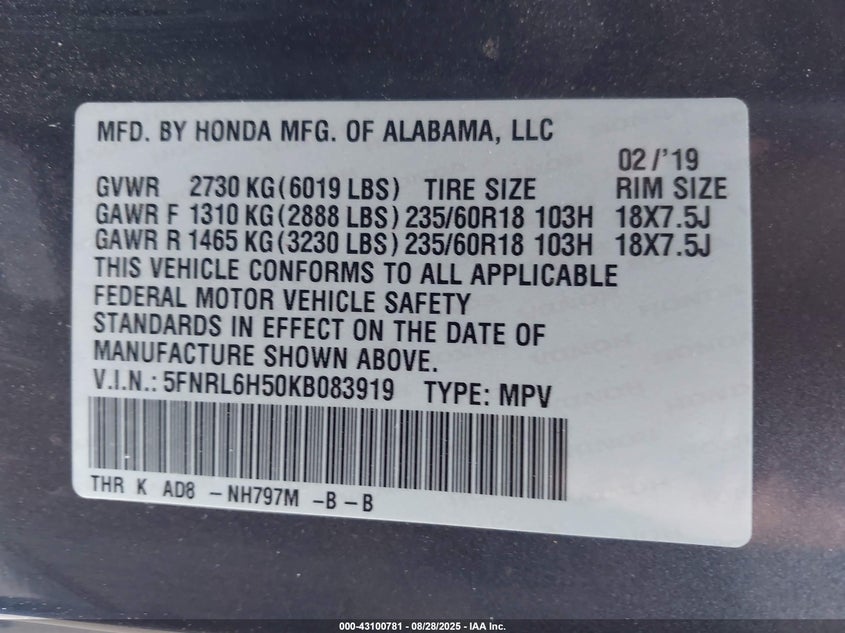 MFD. BY HONDA MFG. OF ALABAMA, LLC
02/'19
GVWR 2730 KG(6019 LBS) TIRE SIZE RIM SIZE
GAWR F 1310 KG(2888 LBS) 235/60R18 103H 18X7.5J
GAWR R 1465 KG(3230 LBS) 235/60R18 103H 18X7.5J
THIS VEHICLE CONFORMS TO ALL APPLICABLE
FEDERAL MOTOR VEHICLE SAFETY
STANDARDS IN EFFECT ON THE DATE OF
MANUFACTURE SHOWN ABOVE.
V.I.N.: 5FNRL6H50KB083919 TYPE: MPV
THR K AD8 -NH797M -B-B
000-43100781 - 08/28/2025 - IAA Inc.